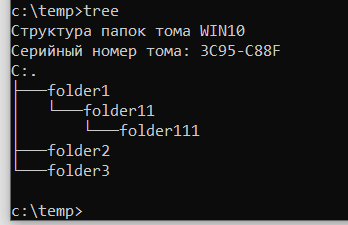 c:\temp>tree
Структура папок тома WIN10
Серийный номер тома: 3C95-C88F
C:.
├───folder1
│   └───folder11
│       └───folder111
├───folder2
└───folder3
c:\temp>